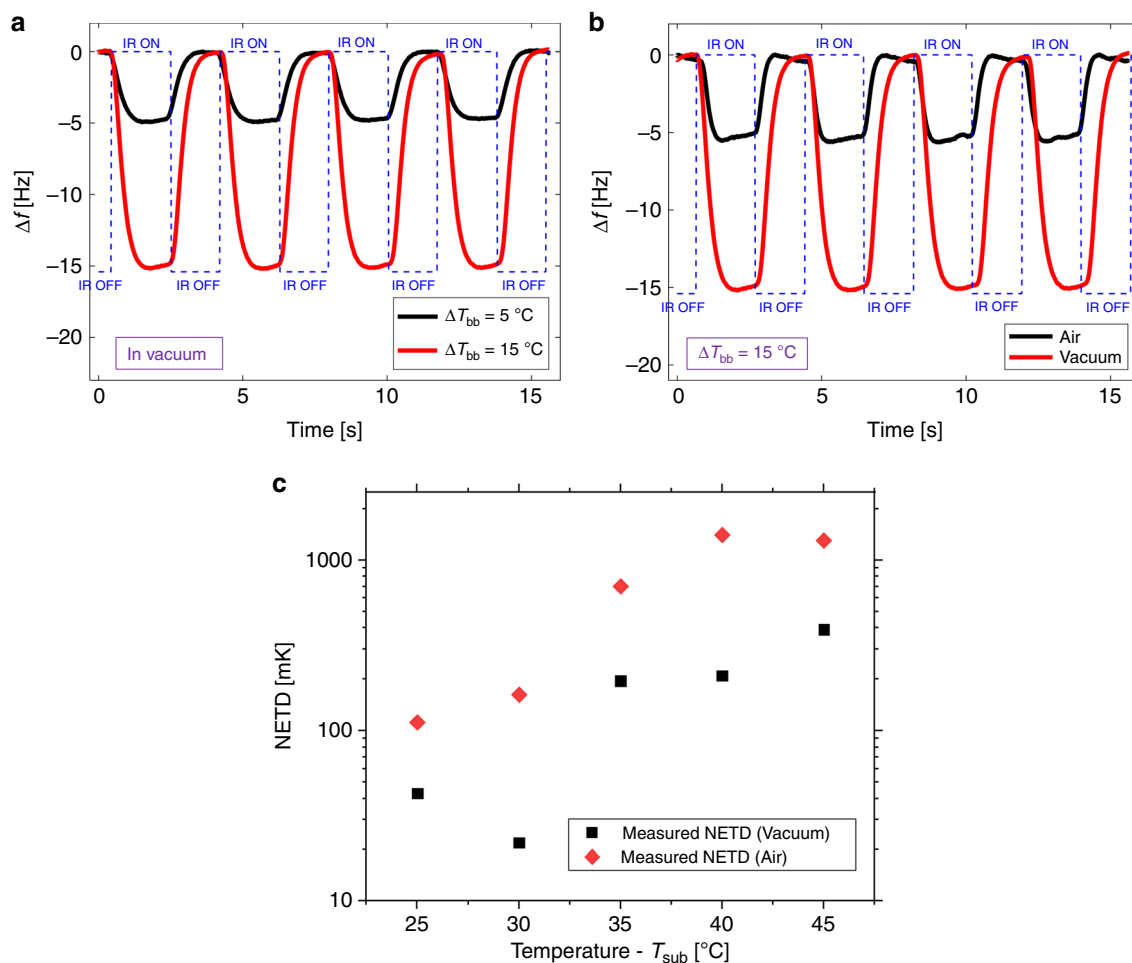 a
IR ON IR ON IR ON IR ON
0
−5
−10
−15
−20
Δf [Hz]
IR OFF IR OFF IR OFF IR OFF IR OFF
ΔTbb = 5 °C
ΔTbb = 15 °C
In vacuum
0 5 10 15
Time [s]
b
IR ON IR ON IR ON IR ON
0
−5
−10
−15
−20
Δf [Hz]
IR OFF IR OFF IR OFF IR OFF IR OFF
Air
Vacuum
ΔTbb = 15 °C
0 5 10 15
Time [s]
c
1000
100
10
NETD [mK]
Measured NETD (Vacuum)
Measured NETD (Air)
25 30 35 40 45
Temperature - Tsub [°C]